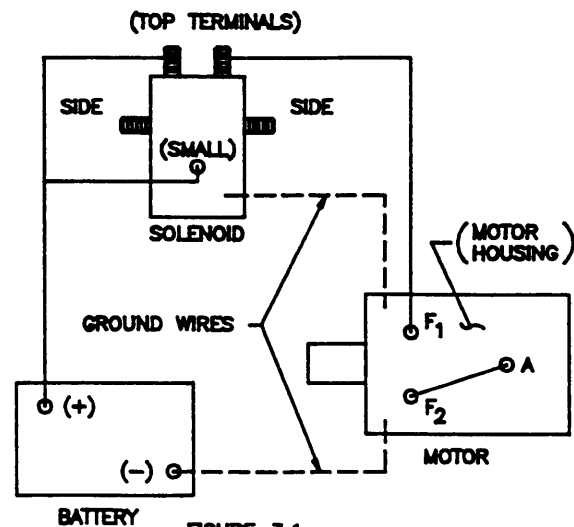 (TOP TERMINALS)
SIDE
SIDE
(SMALL)
SOLENOID
(MOTOR
HOUSING)
GROUND WIRES
F1
A
F2
(+)
(-)
MOTOR
BATTERY